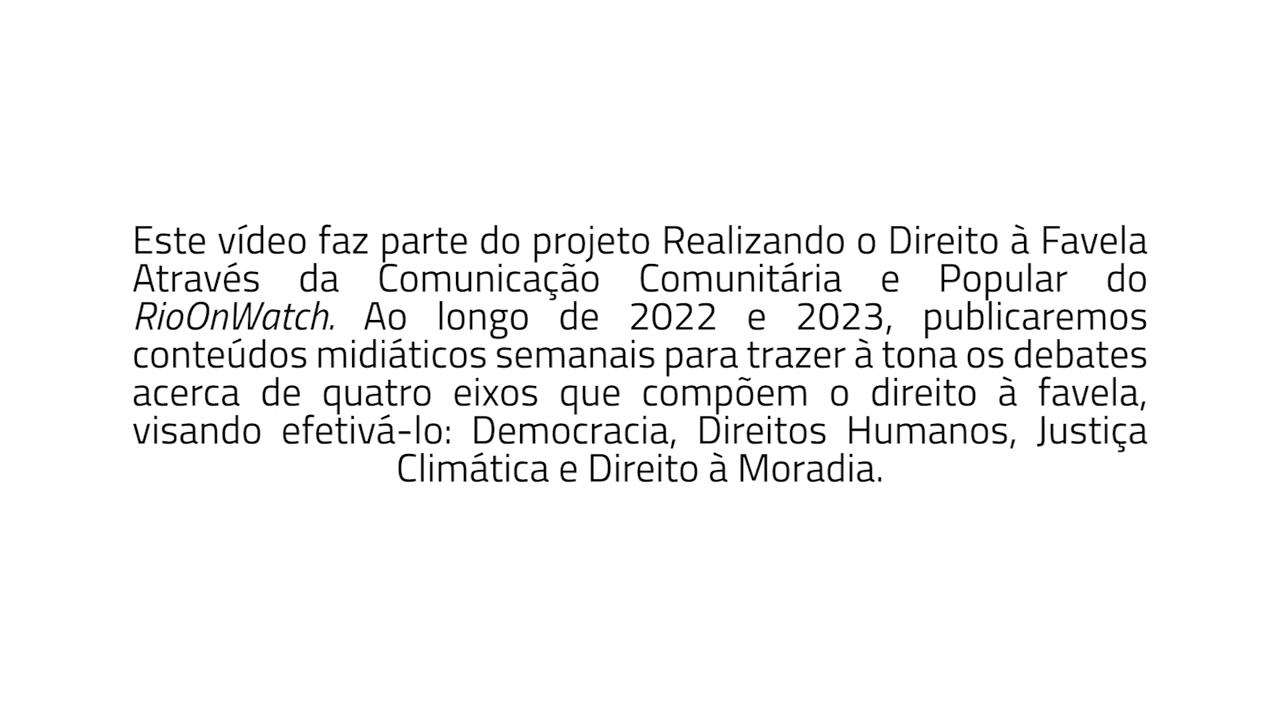 Este vídeo faz parte do projeto Realizando o Direito à Favela
Através da Comunicação Comunitária e Popular do
RioOnWatch. Ao longo de 2022 e 2023, publicaremos
conteúdos midiáticos semanais para trazer à tona os debates
acerca de quatro eixos que compõem o direito à favela,
visando efetivá-lo: Democracia, Direitos Humanos, Justiça
Climática e Direito à Moradia.